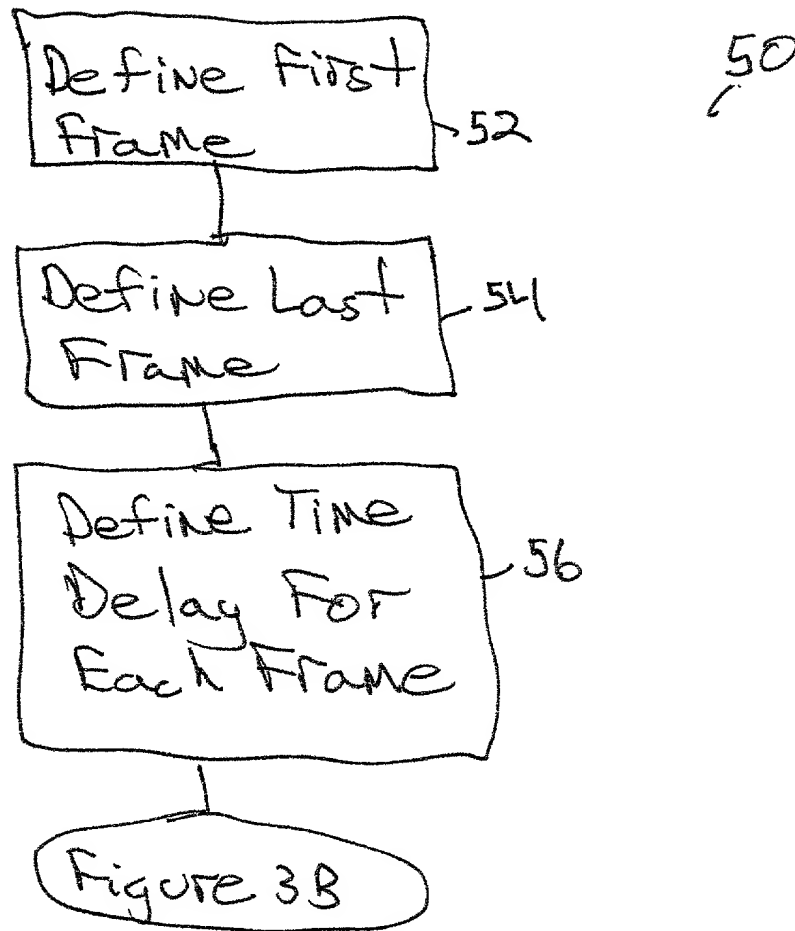 Define First
Frame
52
50
Define Last
Frame
54
Define Time
Delay For
Each Frame
56
Figure 3B